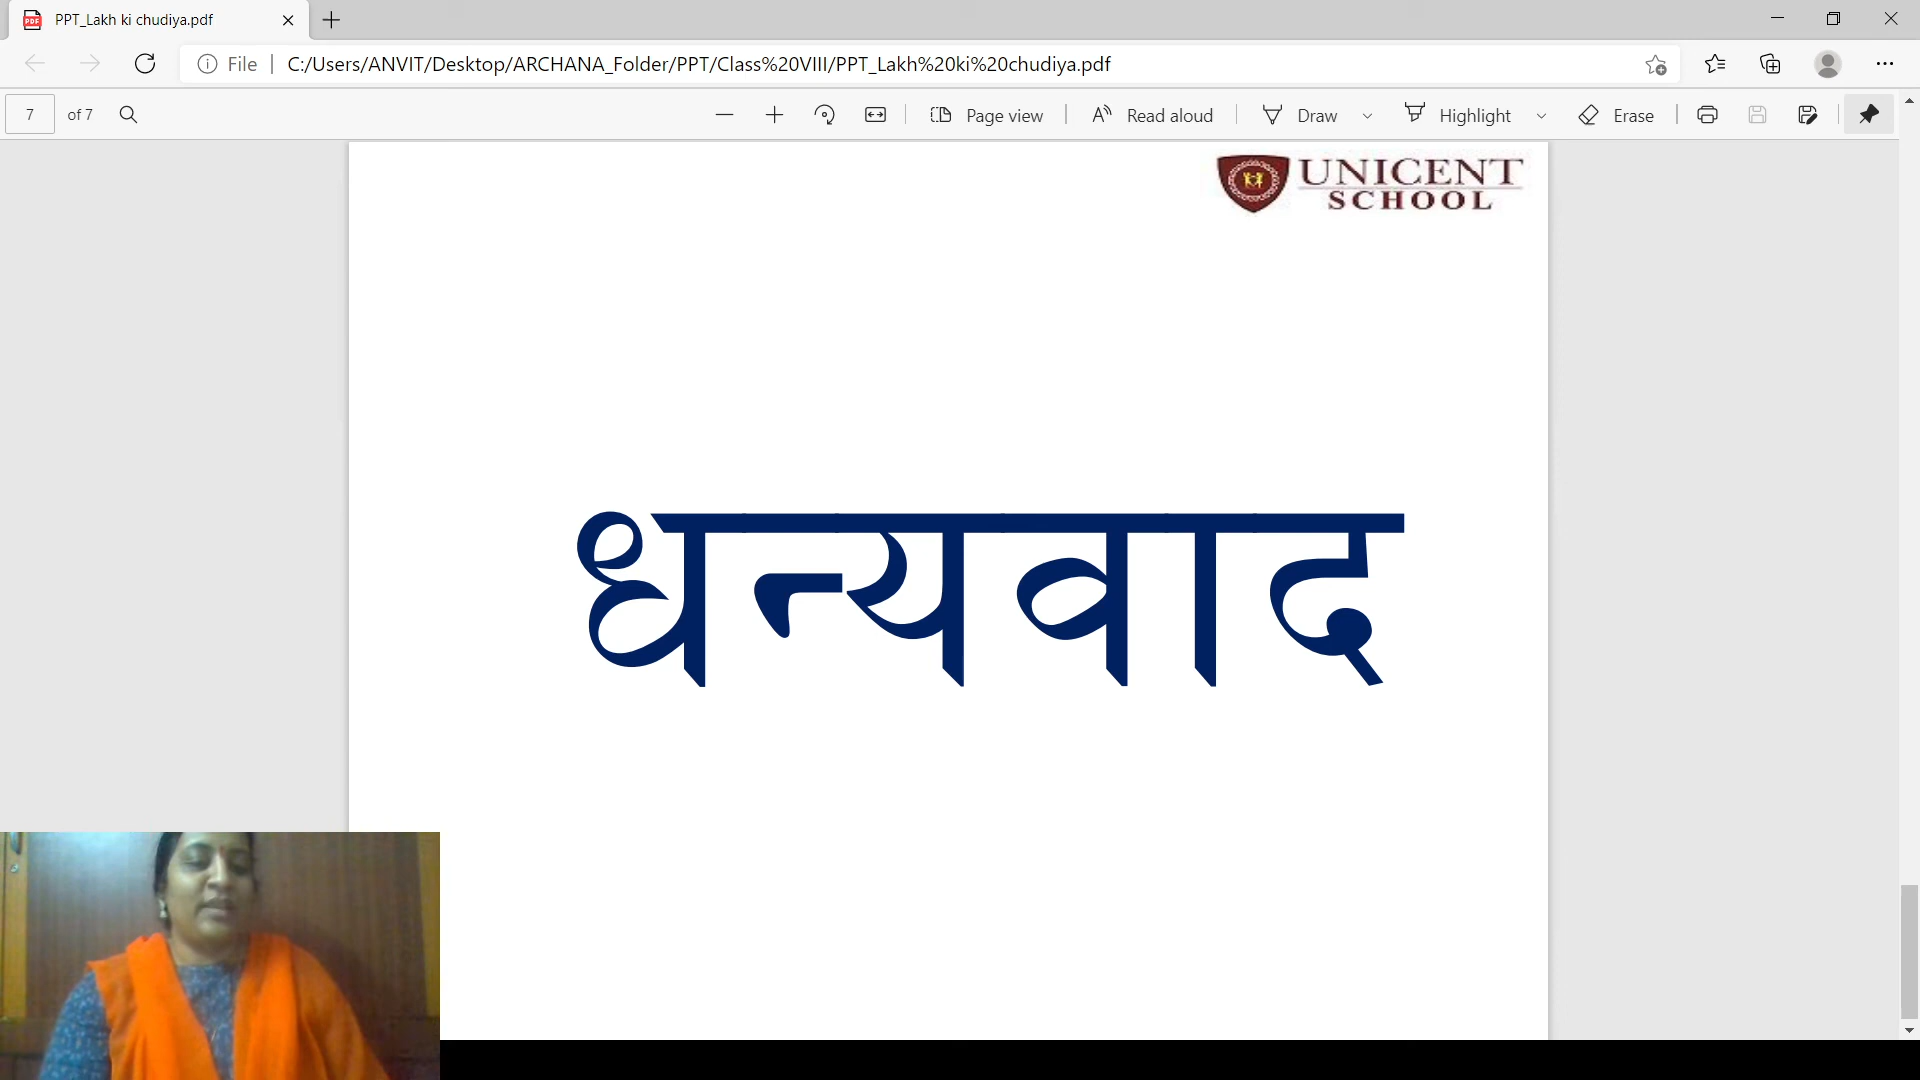 PPT_Lakh ki chudiya.pdf
File C:/Users/ANVIT/Desktop/ARCHANA_Folder/PPT/Class%20VIII/PPT_Lakh%20ki%20chudiya.pdf
7 of 7 Page view Read aloud Draw Highlight Erase
UNICENT
SCHOOL
धन्यवाद